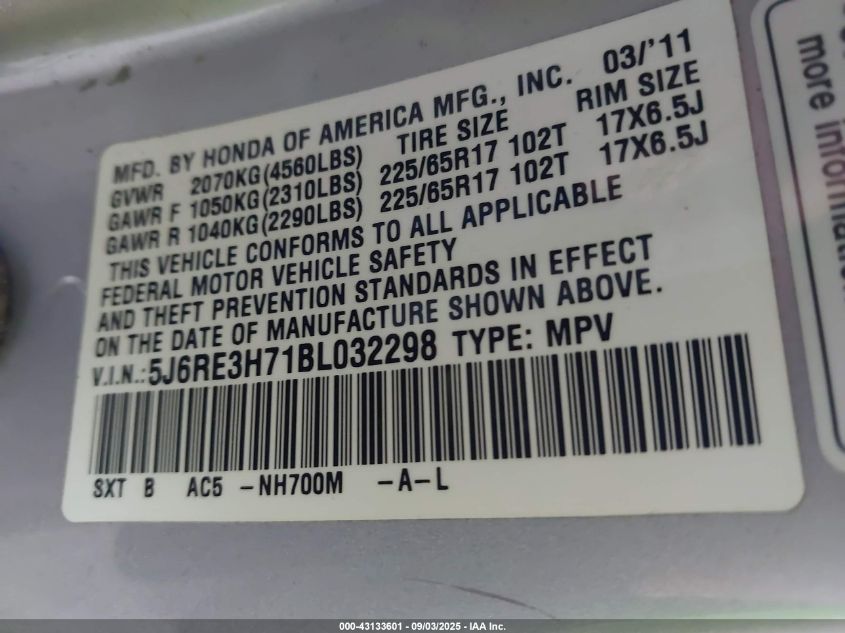 MFD. BY HONDA OF AMERICA MFG., INC. 03/'11
GVWR 2070KG(4560LBS) TIRE SIZE RIM SIZE
GAWR F 1050KG(2310LBS) 225/65R17 102T 17X6.5J
GAWR R 1040KG(2290LBS) 225/65R17 102T 17X6.5J
THIS VEHICLE CONFORMS TO ALL APPLICABLE
FEDERAL MOTOR VEHICLE SAFETY
AND THEFT PREVENTION STANDARDS IN EFFECT
ON THE DATE OF MANUFACTURE SHOWN ABOVE.
V.I.N.:5J6RE3H71BL032298 TYPE: MPV
SXT B AC5 -NH700M -A-L
more information
000-43133601 - 09/03/2025 - IAA Inc.